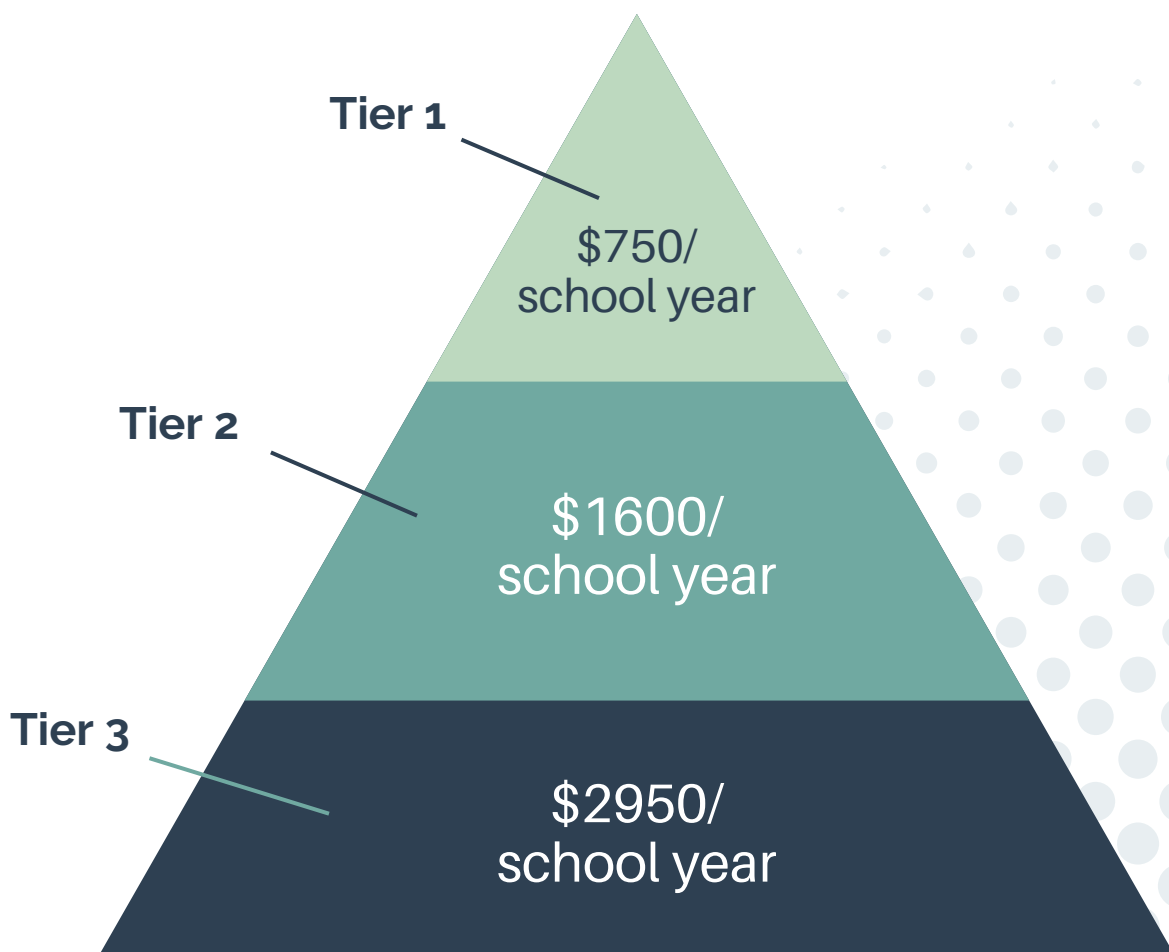 Tier 1
$750/
school year
Tier 2
$1600/
school year
Tier 3
$2950/
school year